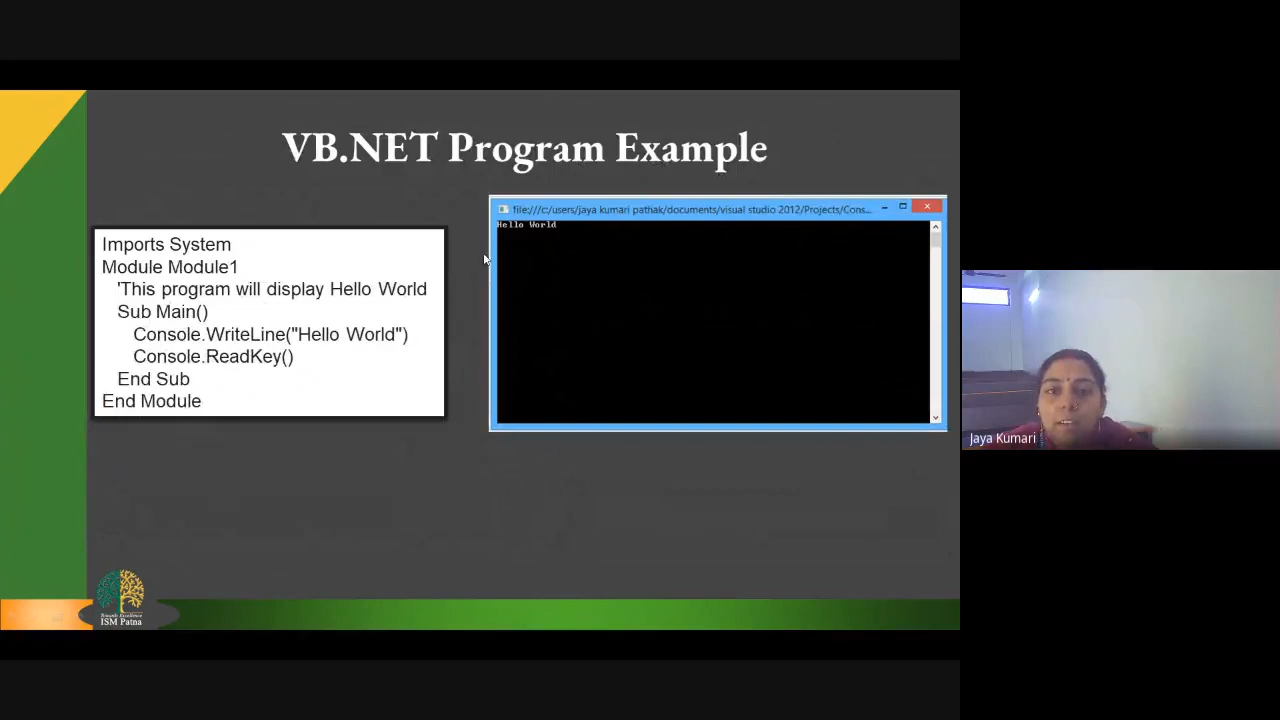 VB.NET Program Example
Imports System
Module Module1
'This program will display Hello World
Sub Main()
Console.WriteLine("Hello World")
Console.ReadKey()
End Sub
End Module
file:///c:/users/jaya kumari pathak/documents/visual studio 2012/Projects/Cons...
Hello World
Jaya Kumari
Towards Excellence
ISM Patna